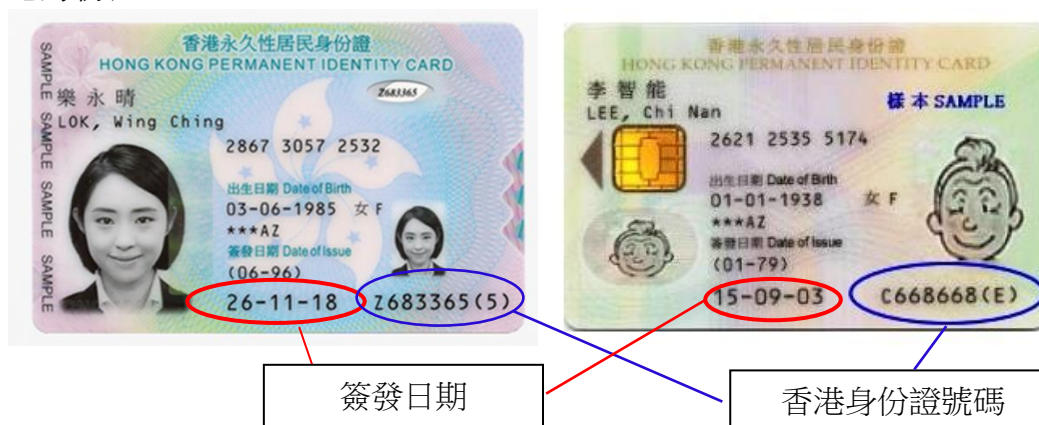 香港永久性居民身份證
HONG KONG PERMANENT IDENTITY CARD
樂永晴
LOK, Wing Ching
Z683365
2867 3057 2532
出生日期 Date of Birth
03-06-1985 女 F
***AZ
簽發日期 Date of Issue
(06-96)
26-11-18
Z683365(5)
SAMPLE SAMPLE SAMPLE SAMPLE
香港永久性居民身份證
HONG KONG PERMANENT IDENTITY CARD
李智能
LEE, Chi Nan
樣本 SAMPLE
2621 2535 5174
出生日期 Date of Birth
01-01-1938 女 F
***AZ
簽發日期 Date of Issue
(01-79)
15-09-03
C668668(E)
簽發日期
香港身份證號碼